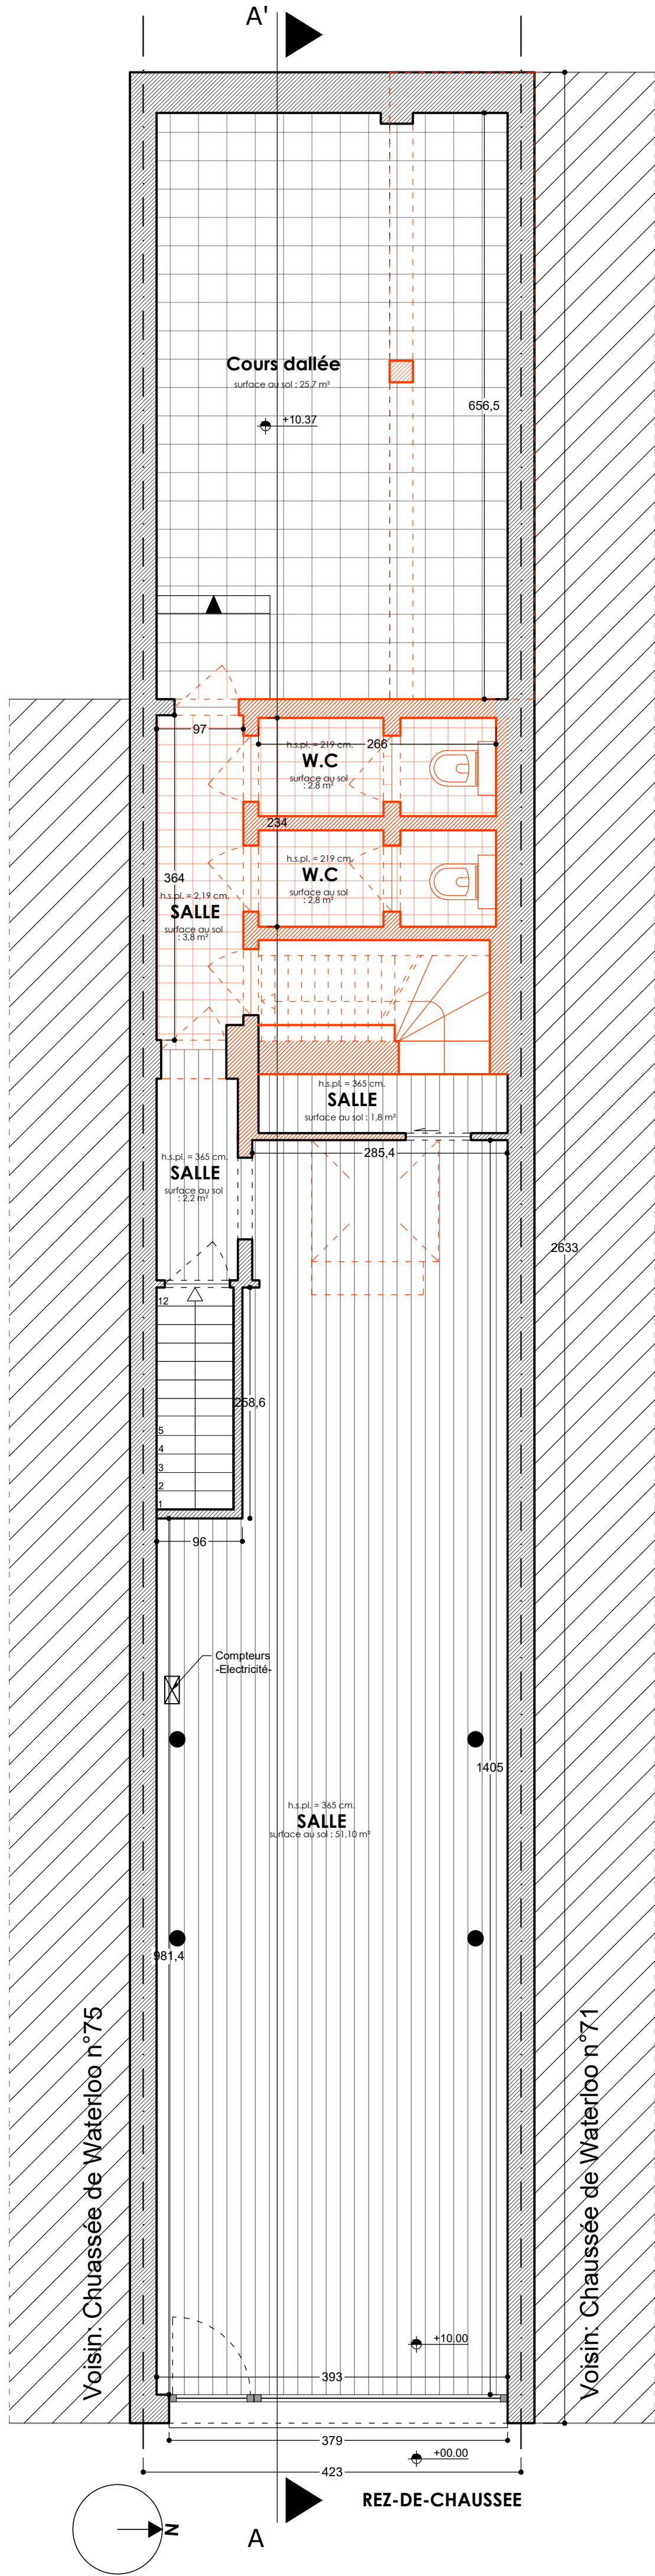 A'
Cours dallée
surface au sol : 25,7 m²
+10.37
656,5
97
h.s.pl. = 219 cm.
266
W.C
surface au sol
: 2,8 m²
234
h.s.pl. = 219 cm.
W.C
surface au sol
: 2,8 m²
364
h.s.pl. = 2,19 cm.
SALLE
surface au sol
: 3,8 m²
h.s.pl. = 365 cm.
SALLE
surface au sol : 1,8 m²
285,4
h.s.pl. = 365 cm.
SALLE
surface au sol
: 2,2 m²
2633
12
258,6
5
4
3
2
1
96
Compteurs
-Electricité-
1405
h.s.pl. = 365 cm.
SALLE
surface au sol : 51,10 m²
981,4
Voisin: Chuassée de Waterloo n°75
Voisin: Chaussée de Waterloo n°71
+10.00
393
379
+00.00
423
REZ-DE-CHAUSSEE
N
A